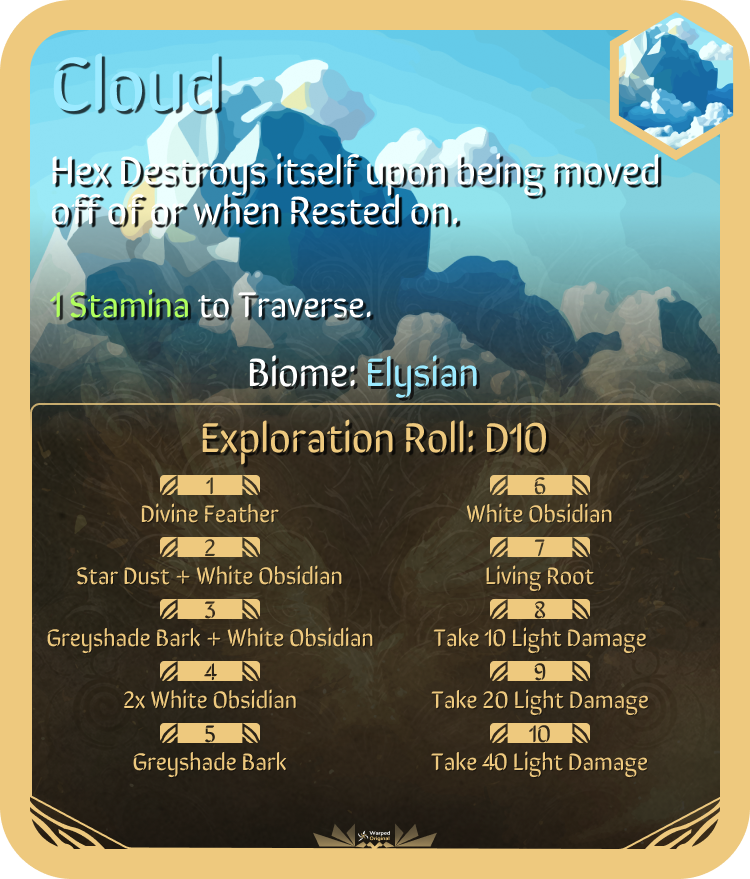 Cloud
Hex Destroys itself upon being moved
off of or when Rested on.
1 Stamina to Traverse.
Biome: Elysian
Exploration Roll: D10
1
Divine Feather
2
Star Dust + White Obsidian
3
Greyshade Bark + White Obsidian
4
2x White Obsidian
5
Greyshade Bark
6
White Obsidian
7
Living Root
8
Take 10 Light Damage
9
Take 20 Light Damage
10
Take 40 Light Damage
Warped
Original